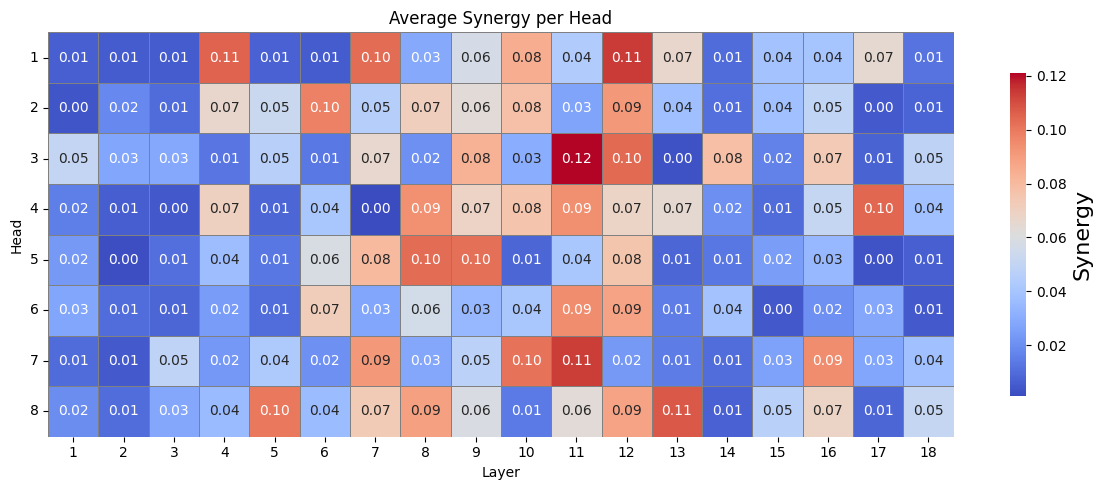 Average Synergy per Head
1 0.01 0.01 0.01 0.11 0.01 0.01 0.10 0.03 0.06 0.08 0.04 0.11 0.07 0.01 0.04 0.04 0.07 0.01
2 0.00 0.02 0.01 0.07 0.05 0.10 0.05 0.07 0.06 0.08 0.03 0.09 0.04 0.01 0.04 0.05 0.00 0.01
3 0.05 0.03 0.03 0.01 0.05 0.01 0.07 0.02 0.08 0.03 0.12 0.10 0.00 0.08 0.02 0.07 0.01 0.05
4 0.02 0.01 0.00 0.07 0.01 0.04 0.00 0.09 0.07 0.08 0.09 0.07 0.07 0.02 0.01 0.05 0.10 0.04
5 0.02 0.00 0.01 0.04 0.01 0.06 0.08 0.10 0.10 0.01 0.04 0.08 0.01 0.01 0.02 0.03 0.00 0.01
6 0.03 0.01 0.01 0.02 0.01 0.07 0.03 0.06 0.03 0.04 0.09 0.09 0.01 0.04 0.00 0.02 0.03 0.01
7 0.01 0.01 0.05 0.02 0.04 0.02 0.09 0.03 0.05 0.10 0.11 0.02 0.01 0.01 0.03 0.09 0.03 0.04
8 0.02 0.01 0.03 0.04 0.10 0.04 0.07 0.09 0.06 0.01 0.06 0.09 0.11 0.01 0.05 0.07 0.01 0.05
1 2 3 4 5 6 7 8 9 10 11 12 13 14 15 16 17 18
Layer
Head
0.12
0.10
0.08
0.06
0.04
0.02
Synergy